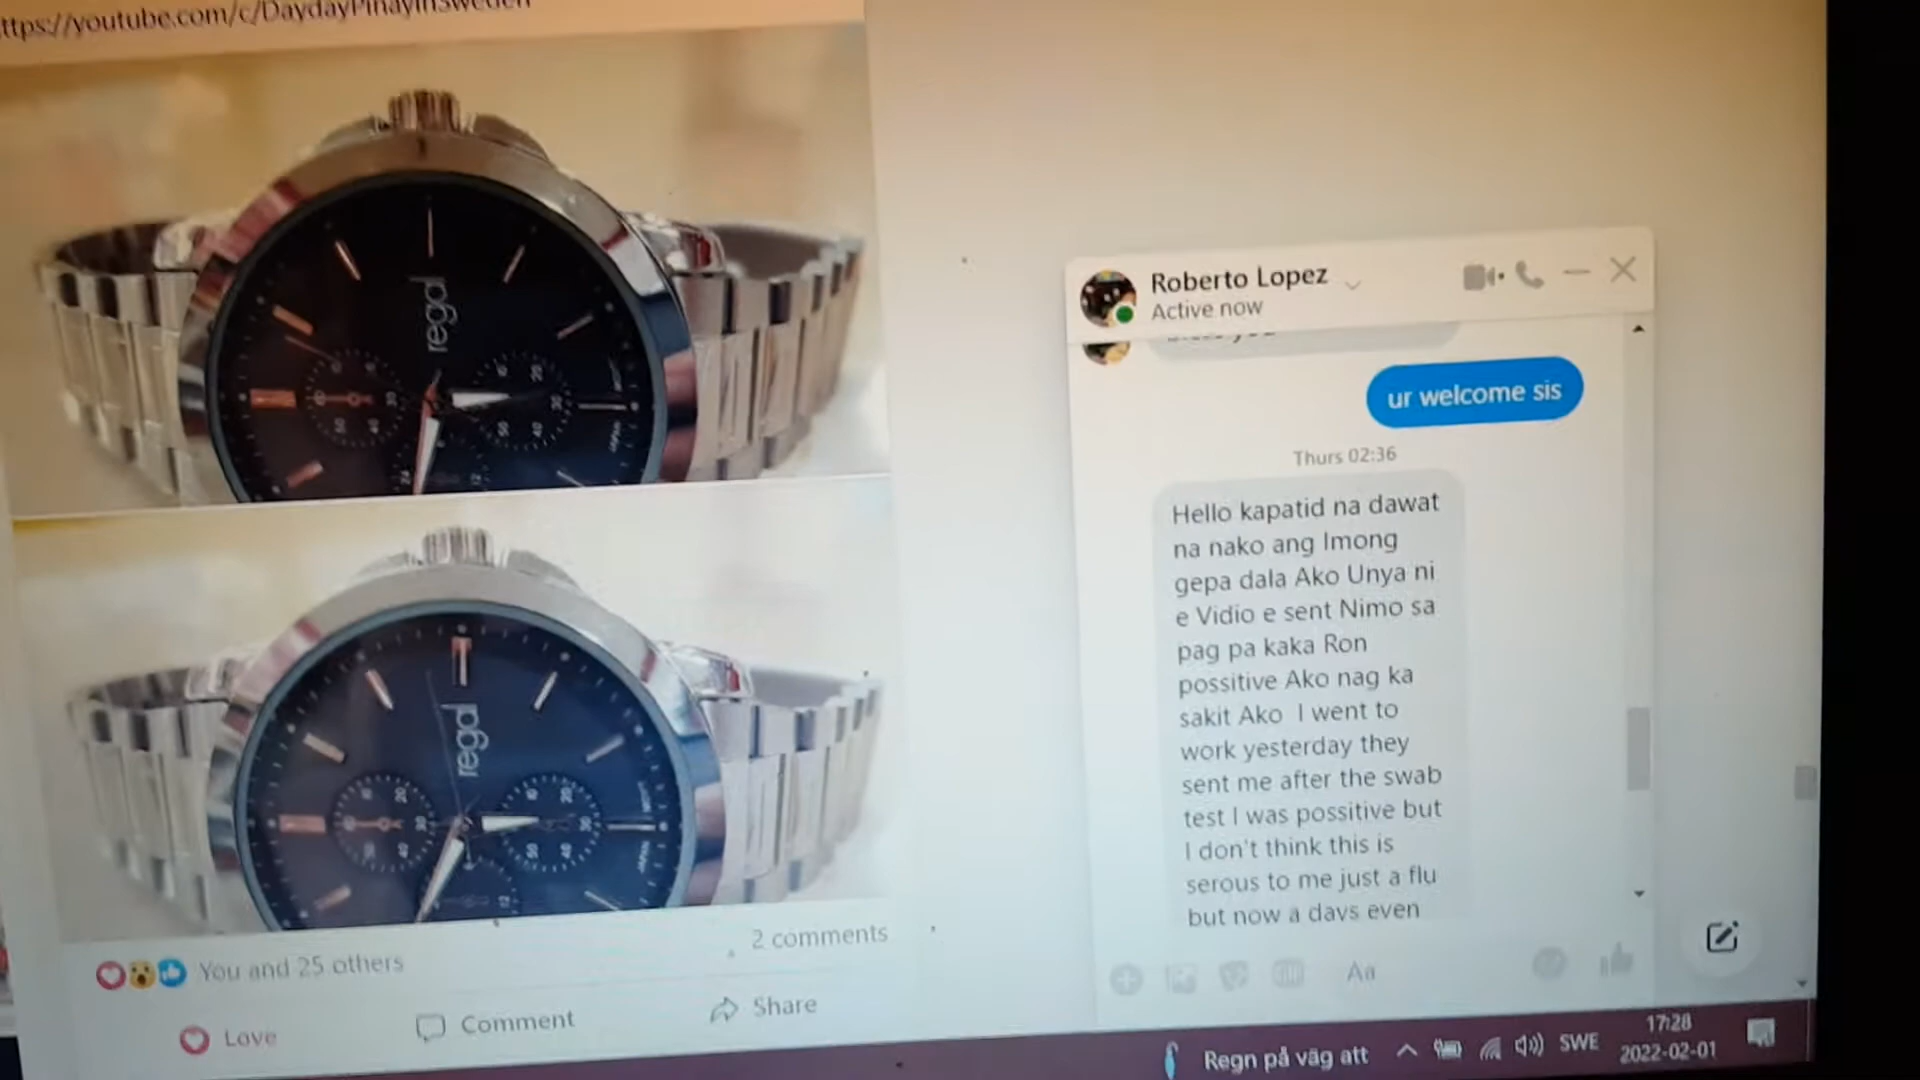 ttps://youtube.com/c/DaydayPinayinSweden
regal
regal
You and 25 others
2 comments
Love
Comment
Share
Roberto Lopez
Active now
ur welcome sis
Thurs 02:36
Hello kapatid na dawat
na nako ang Imong
gepa dala Ako Unya ni
e Vidio e sent Nimo sa
pag pa kaka Ron
possitive Ako nag ka
sakit Ako I went to
work yesterday they
sent me after the swab
test I was possitive but
I don't think this is
serous to me just a flu
but now a days even
Aa
Regn på väg att
SWE
17:28
2022-02-01